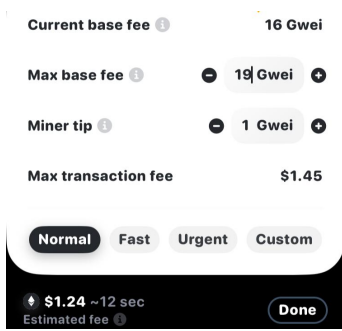 Current base fee 16 Gwei
Max base fee 19 Gwei
Miner tip 1 Gwei
Max transaction fee $1.45
Normal Fast Urgent Custom
$1.24 ~12 sec Done
Estimated fee